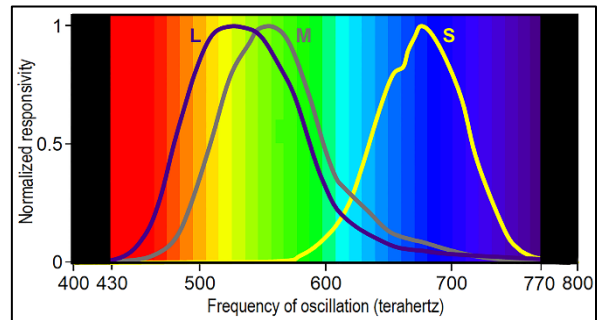 1
L
M
S
Normalized responsivity
0.5
0
400 430 500 600 700 770 800
Frequency of oscillation (terahertz)